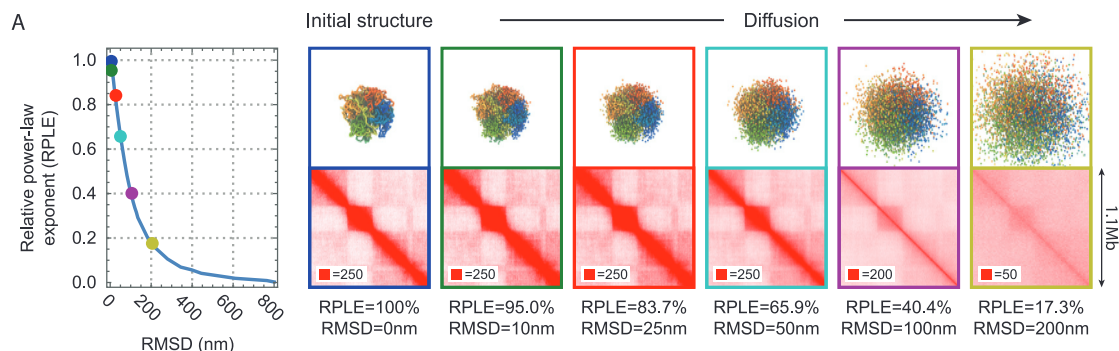 A
Initial structure
Diffusion
Relative power-law
exponent (RPLE)
1.0
0.8
0.6
0.4
0.2
0.0
0
200
400
600
800
RMSD (nm)
=250
=250
=250
=250
=200
=50
1.1Mb
RPLE=100%
RMSD=0nm
RPLE=95.0%
RMSD=10nm
RPLE=83.7%
RMSD=25nm
RPLE=65.9%
RMSD=50nm
RPLE=40.4%
RMSD=100nm
RPLE=17.3%
RMSD=200nm